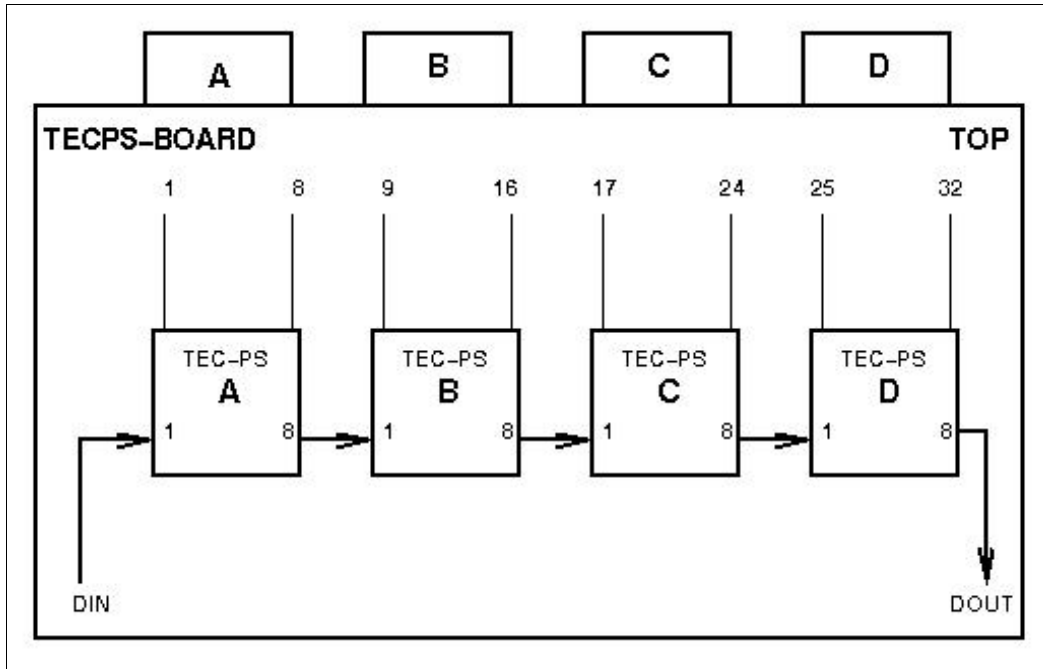 A B C D
TECPS-BOARD TOP
1 8 9 16 17 24 25 32
TEC-PS TEC-PS TEC-PS TEC-PS
A B C D
1 8 1 8 1 8 1 8
DIN DOUT